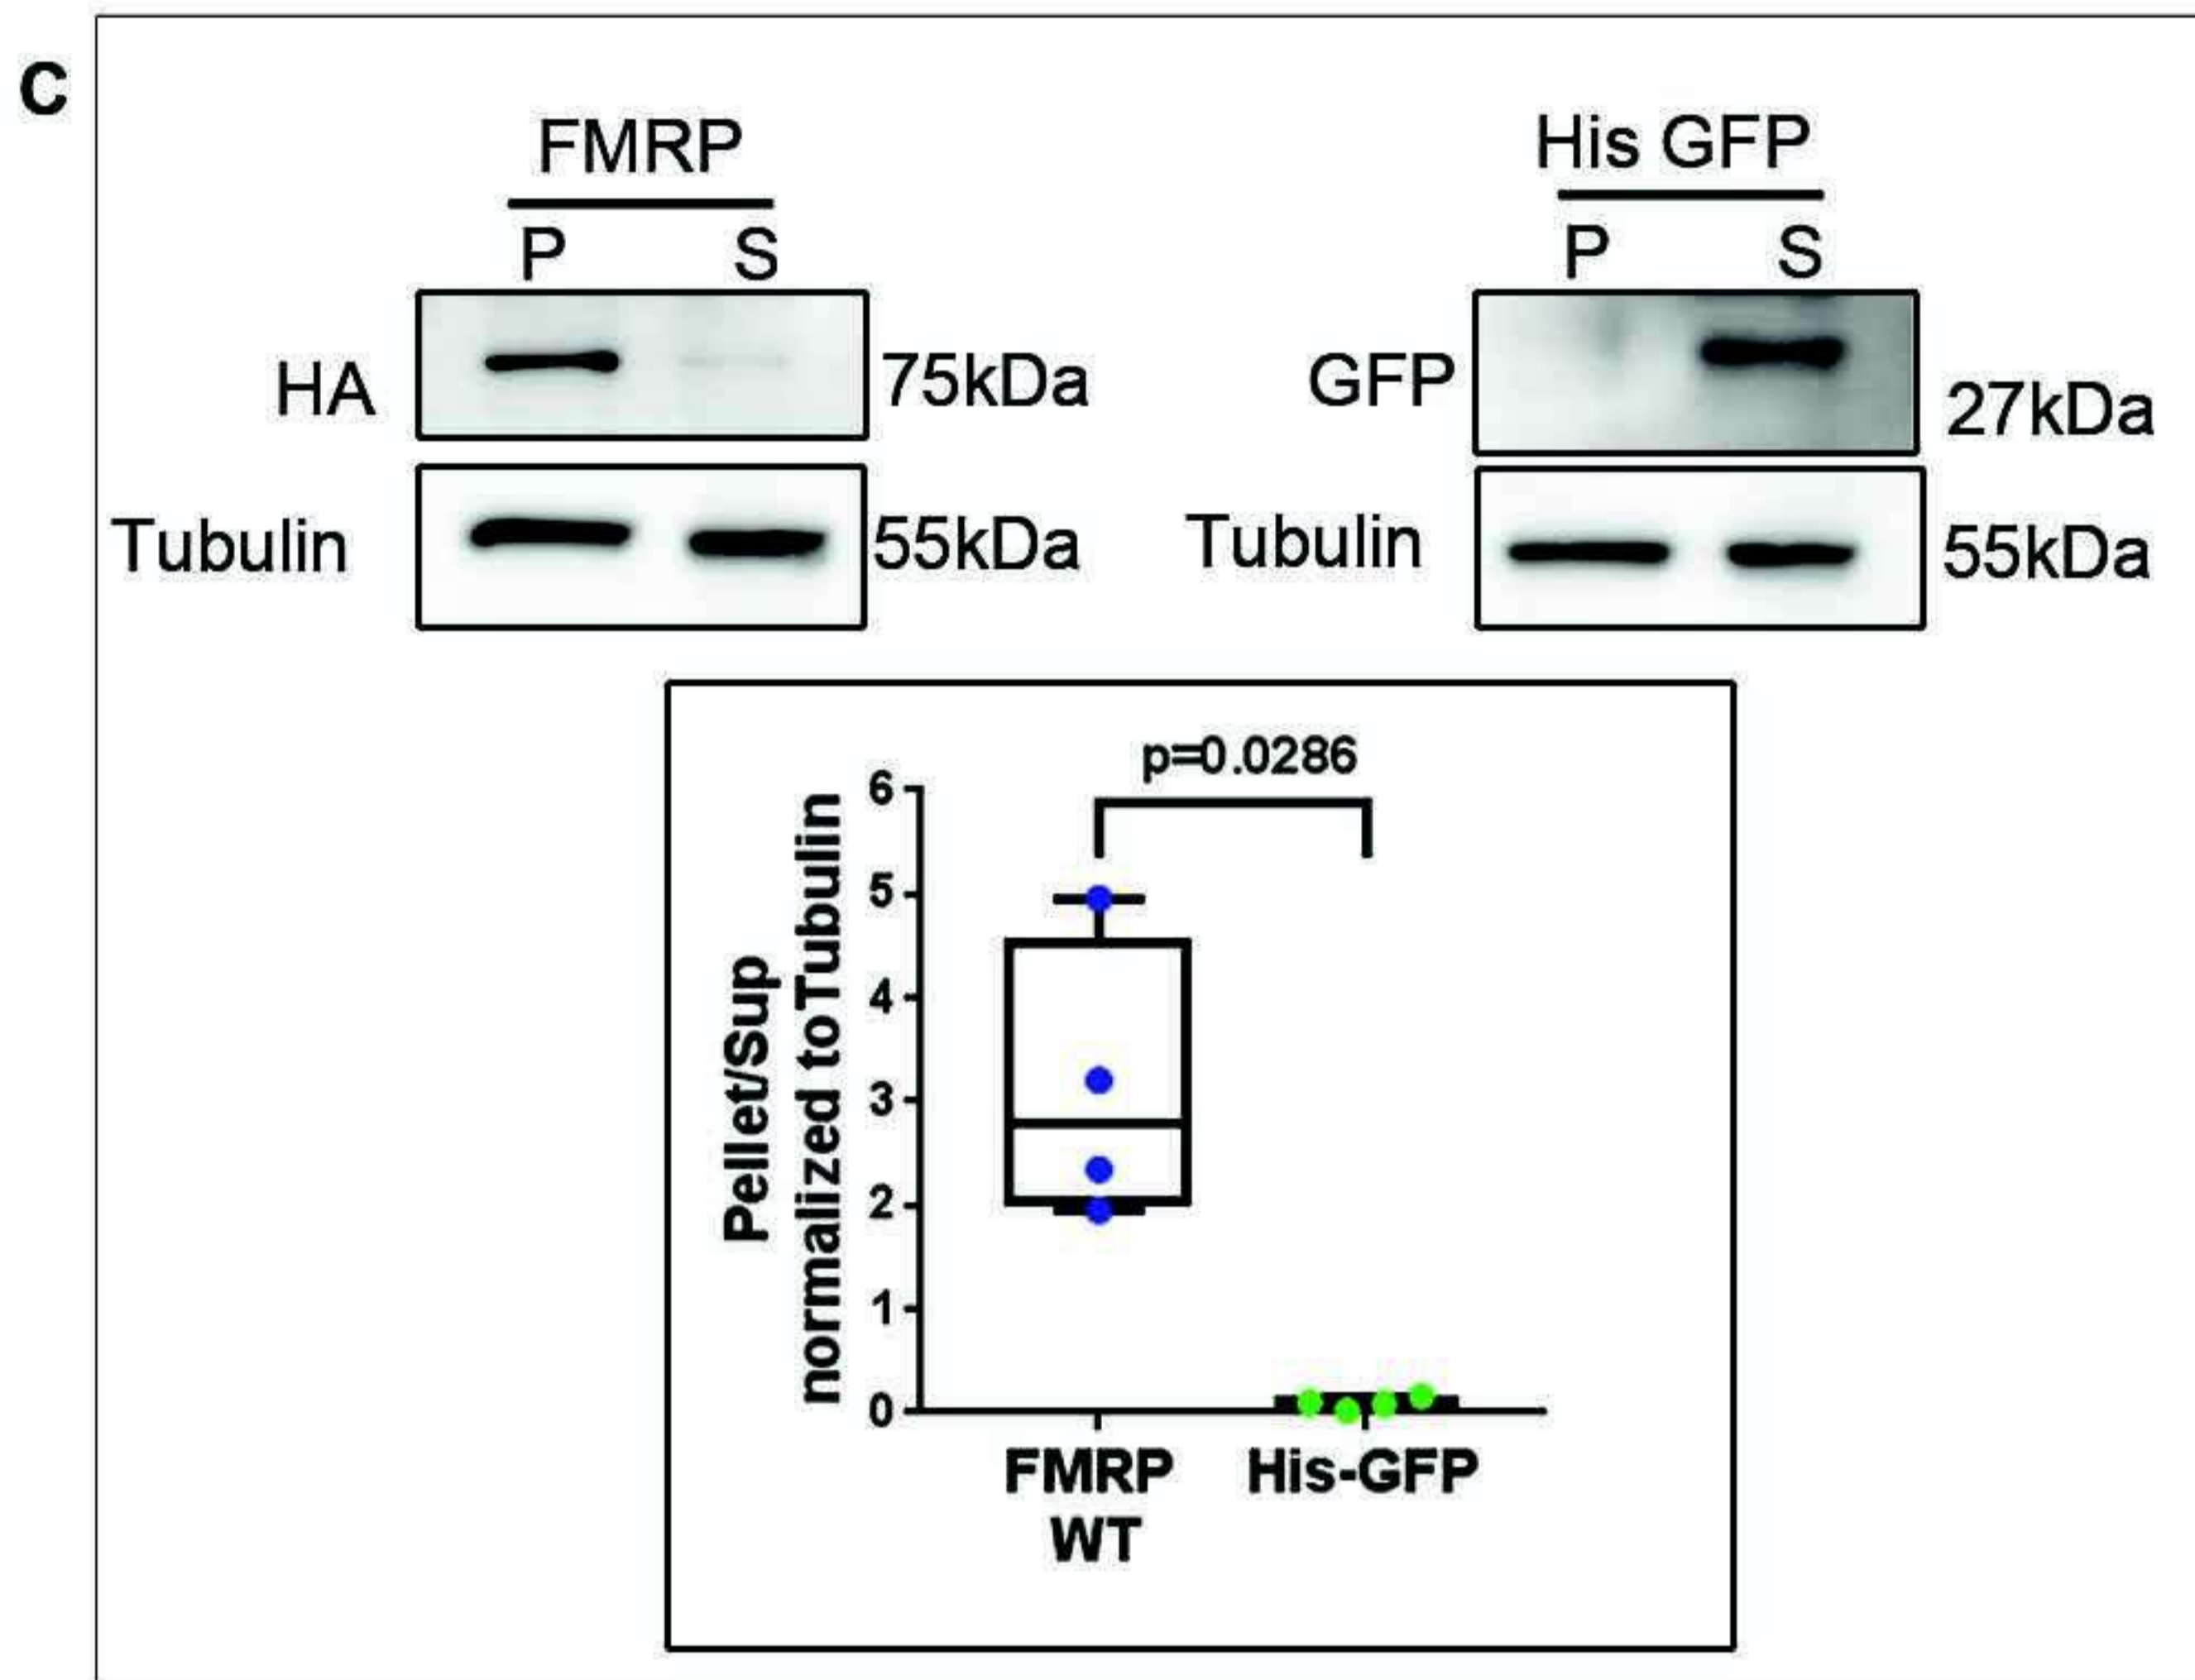 C
FMRP
P S
HA
75kDa
Tubulin
55kDa
His GFP
P S
GFP
27kDa
Tubulin
55kDa
p=0.0286
Pellet/Sup
normalized toTubulin
6
5
4
3
2
1
0
FMRP
WT
His-GFP